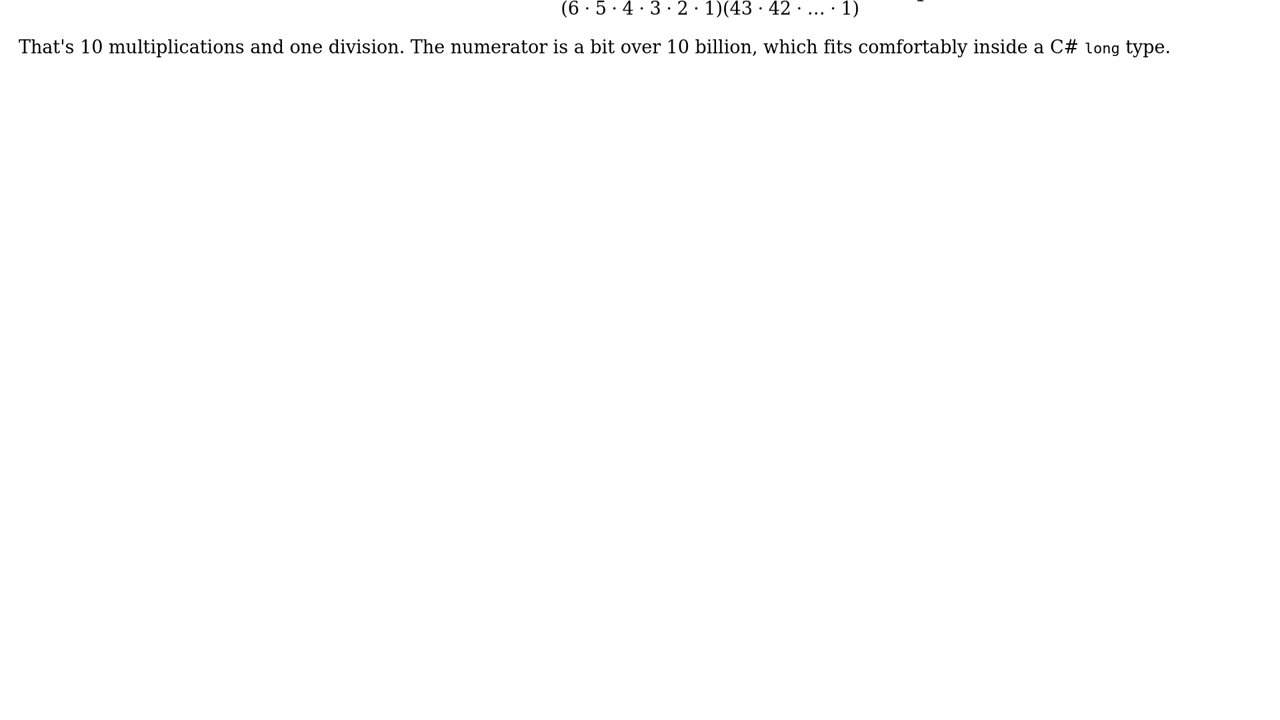 (6 · 5 · 4 · 3 · 2 · 1)(43 · 42 · … · 1)
That's 10 multiplications and one division. The numerator is a bit over 10 billion, which fits comfortably inside a C# long type.